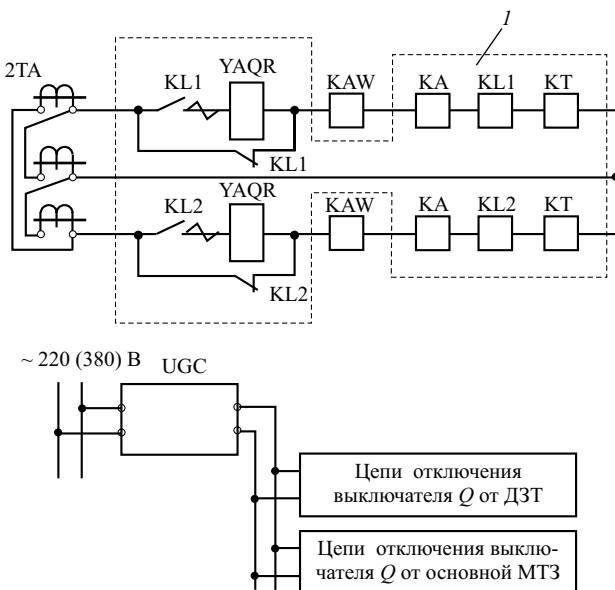 1
2TA
KL1
YAQR
KAW
KA
KL1
KT
KL1
KL2
YAQR
KAW
KA
KL2
KT
KL2
~ 220 (380) В
UGC
Цепи отключения
выключателя Q от ДЗТ
Цепи отключения выклю-
чателя Q от основной МТЗ